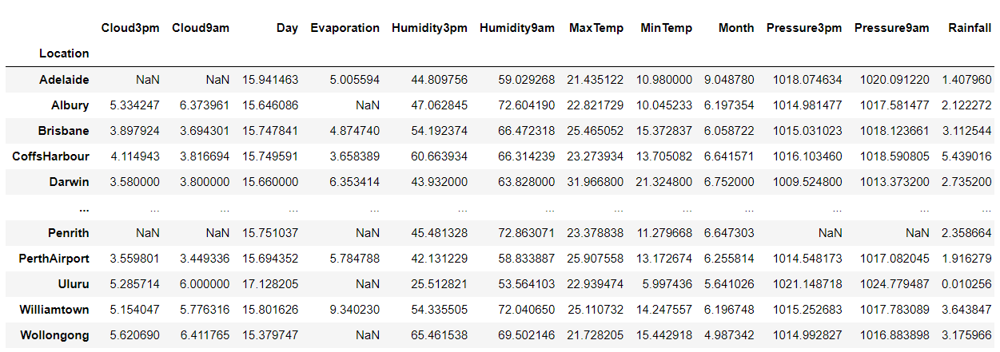 Cloud3pm Cloud9am Day Evaporation Humidity3pm Humidity9am MaxTemp MinTemp Month Pressure3pm Pressure9am Rainfall
Location
Adelaide NaN NaN 15.941463 5.005594 44.809756 59.029268 21.435122 10.980000 9.048780 1018.074634 1020.091220 1.407960
Albury 5.334247 6.373961 15.646086 NaN 47.062845 72.604190 22.821729 10.045233 6.197354 1014.981477 1017.581477 2.122272
Brisbane 3.897924 3.694301 15.747841 4.874740 54.192374 66.472318 25.465052 15.372837 6.058722 1015.031023 1018.123661 3.112544
CoffsHarbour 4.114943 3.816694 15.749591 3.658389 60.663934 66.314239 23.273934 13.705082 6.641571 1016.103460 1018.590805 5.439016
Darwin 3.580000 3.800000 15.660000 6.353414 43.932000 63.828000 31.966800 21.324800 6.752000 1009.524800 1013.373200 2.735200
... ... ... ... ... ... ... ... ... ... ... ... ...
Penrith NaN NaN 15.751037 NaN 45.481328 72.863071 23.378838 11.279668 6.647303 NaN NaN 2.358664
PerthAirport 3.559801 3.449336 15.694352 5.784788 42.131229 58.833887 25.907558 13.172674 6.255814 1014.548173 1017.082045 1.916279
Uluru 5.285714 6.000000 17.128205 NaN 25.512821 53.564103 22.939474 5.997436 5.641026 1021.148718 1024.779487 0.010256
Williamtown 5.154047 5.776316 15.801626 9.340230 54.335505 72.040650 25.110732 14.247557 6.196748 1015.252683 1017.783089 3.643847
Wollongong 5.620690 6.411765 15.379747 NaN 65.461538 69.502146 21.728205 15.442918 4.987342 1014.992827 1016.883898 3.175966